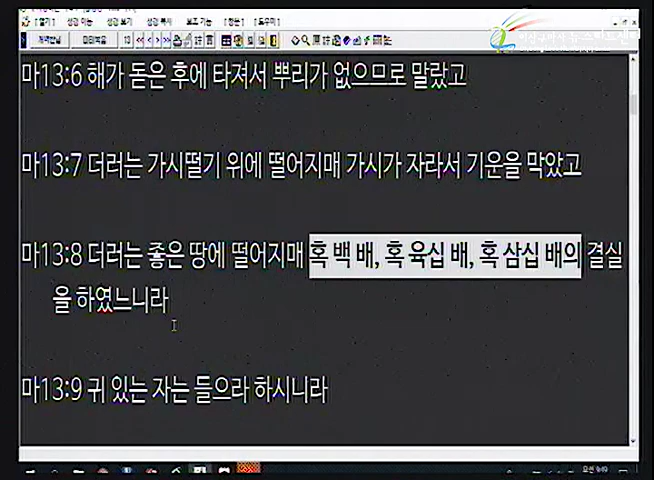 마13:6 해가 돋은 후에 타져서 뿌리가 없으므로 말랐고
마13:7 더러는 가시떨기 위에 떨어지매 가시가 자라서 기운을 막았고
마13:8 더러는 좋은 땅에 떨어지매 혹 백 배, 혹 육십 배, 혹 삼십 배의 결실
을 하였느니라
마13:9 귀 있는 자는 들으라 하시니라